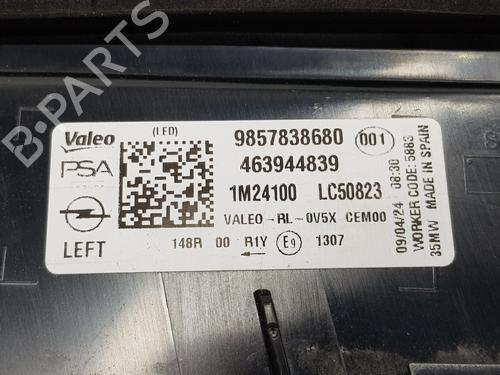 Valeo
(LED)
9857838680 001
PSA
463944839
1M24100 LC50823
VALEO-RL-0V5X CEM00
LEFT
148R 00 R1Y E9 1307
09/04/24 08:30
WORKER CODE: 5883
35MW MADE IN SPAIN
B-PARTS